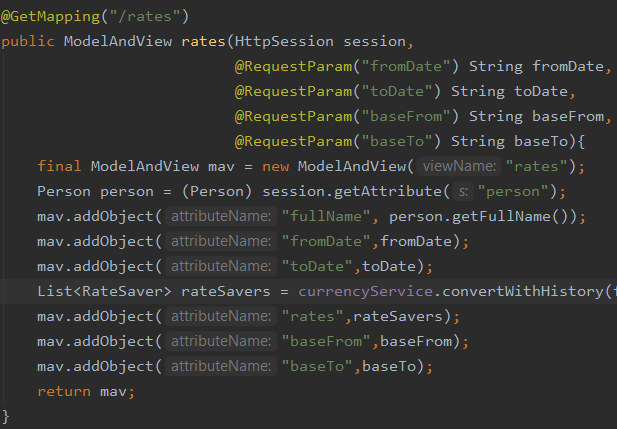 @GetMapping("/rates")
public ModelAndView rates(HttpSession session,
@RequestParam("fromDate") String fromDate,
@RequestParam("toDate") String toDate,
@RequestParam("baseFrom") String baseFrom,
@RequestParam("baseTo") String baseTo){
final ModelAndView mav = new ModelAndView( viewName: "rates");
Person person = (Person) session.getAttribute( s: "person");
mav.addObject( attributeName: "fullName", person.getFullName());
mav.addObject( attributeName: "fromDate",fromDate);
mav.addObject( attributeName: "toDate",toDate);
List<RateSaver> rateSavers = currencyService.convertWithHistory(
mav.addObject( attributeName: "rates",rateSavers);
mav.addObject( attributeName: "baseFrom",baseFrom);
mav.addObject( attributeName: "baseTo",baseTo);
return mav;
}